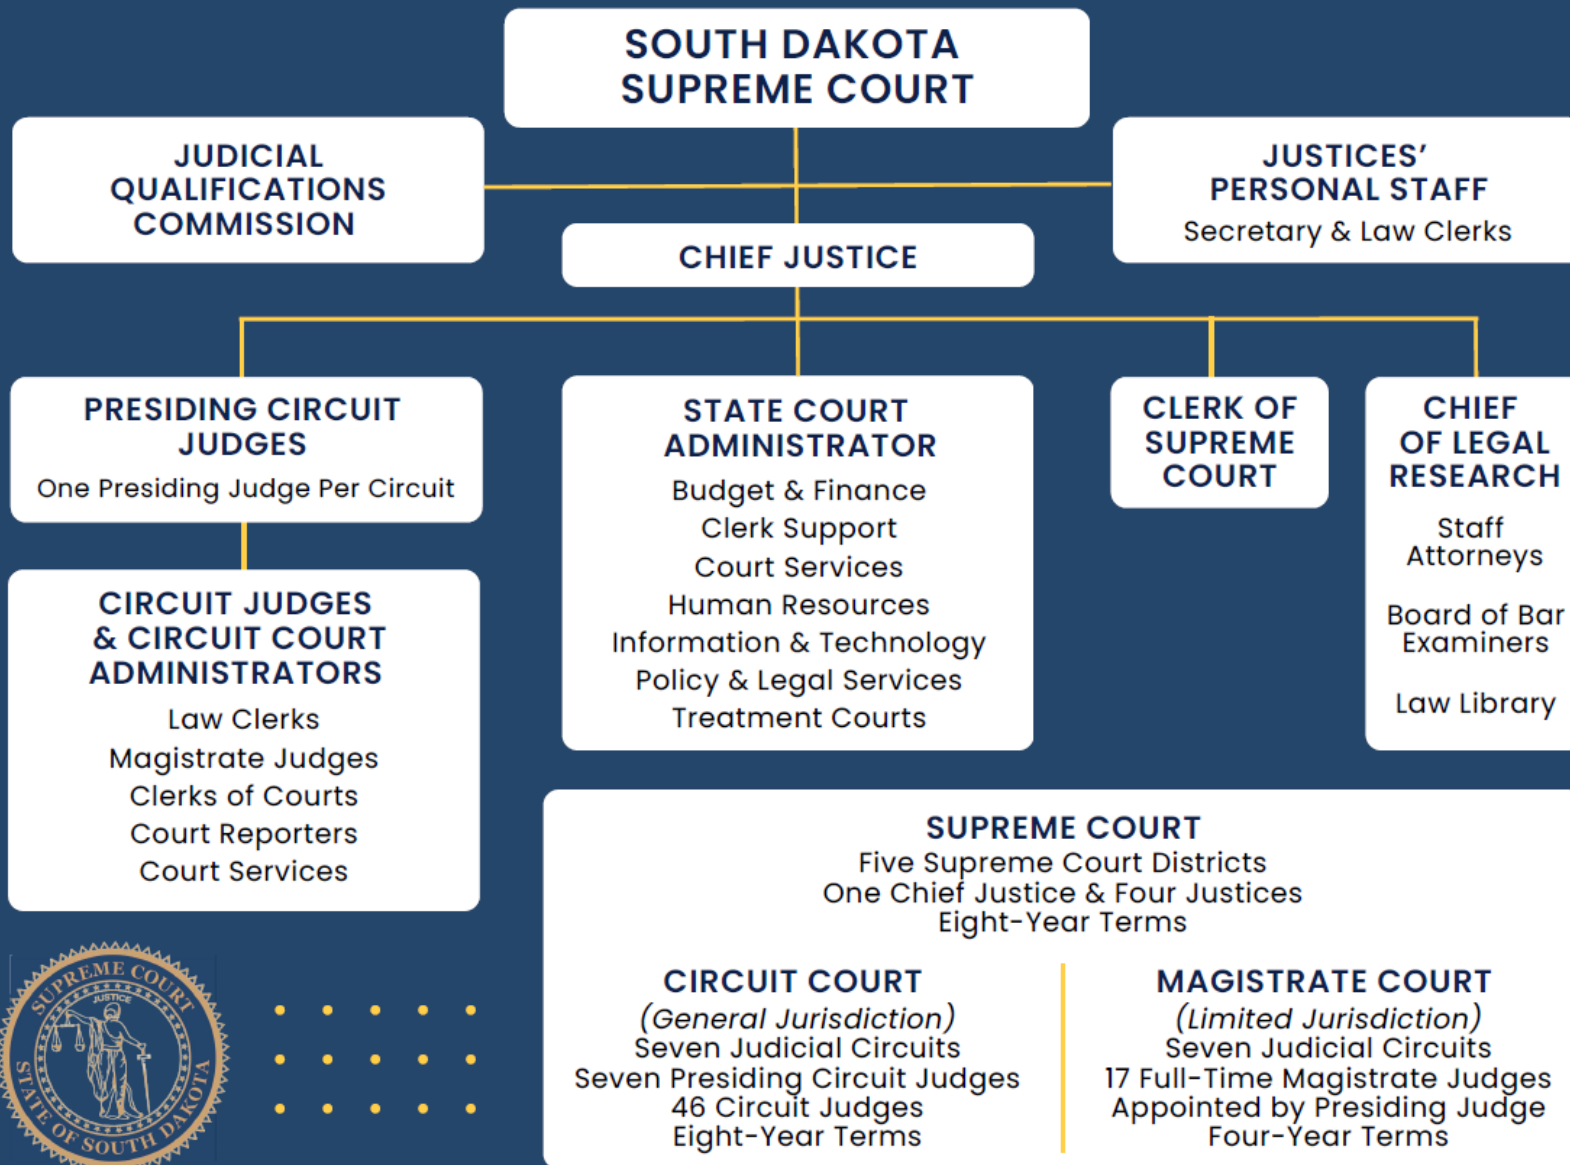 SOUTH DAKOTA
SUPREME COURT
JUDICIAL
QUALIFICATIONS
COMMISSION
JUSTICES’
PERSONAL STAFF
Secretary & Law Clerks
CHIEF JUSTICE
PRESIDING CIRCUIT
JUDGES
One Presiding Judge Per Circuit
CIRCUIT JUDGES
& CIRCUIT COURT
ADMINISTRATORS
Law Clerks
Magistrate Judges
Clerks of Courts
Court Reporters
Court Services
STATE COURT
ADMINISTRATOR
Budget & Finance
Clerk Support
Court Services
Human Resources
Information & Technology
Policy & Legal Services
Treatment Courts
CLERK OF
SUPREME
COURT
CHIEF
OF LEGAL
RESEARCH
Staff
Attorneys
Board of Bar
Examiners
Law Library
SUPREME COURT
Five Supreme Court Districts
One Chief Justice & Four Justices
Eight-Year Terms
CIRCUIT COURT
(General Jurisdiction)
Seven Judicial Circuits
Seven Presiding Circuit Judges
46 Circuit Judges
Eight-Year Terms
MAGISTRATE COURT
(Limited Jurisdiction)
Seven Judicial Circuits
17 Full-Time Magistrate Judges
Appointed by Presiding Judge
Four-Year Terms
SUPREME COURT
JUSTICE
STATE OF SOUTH DAKOTA